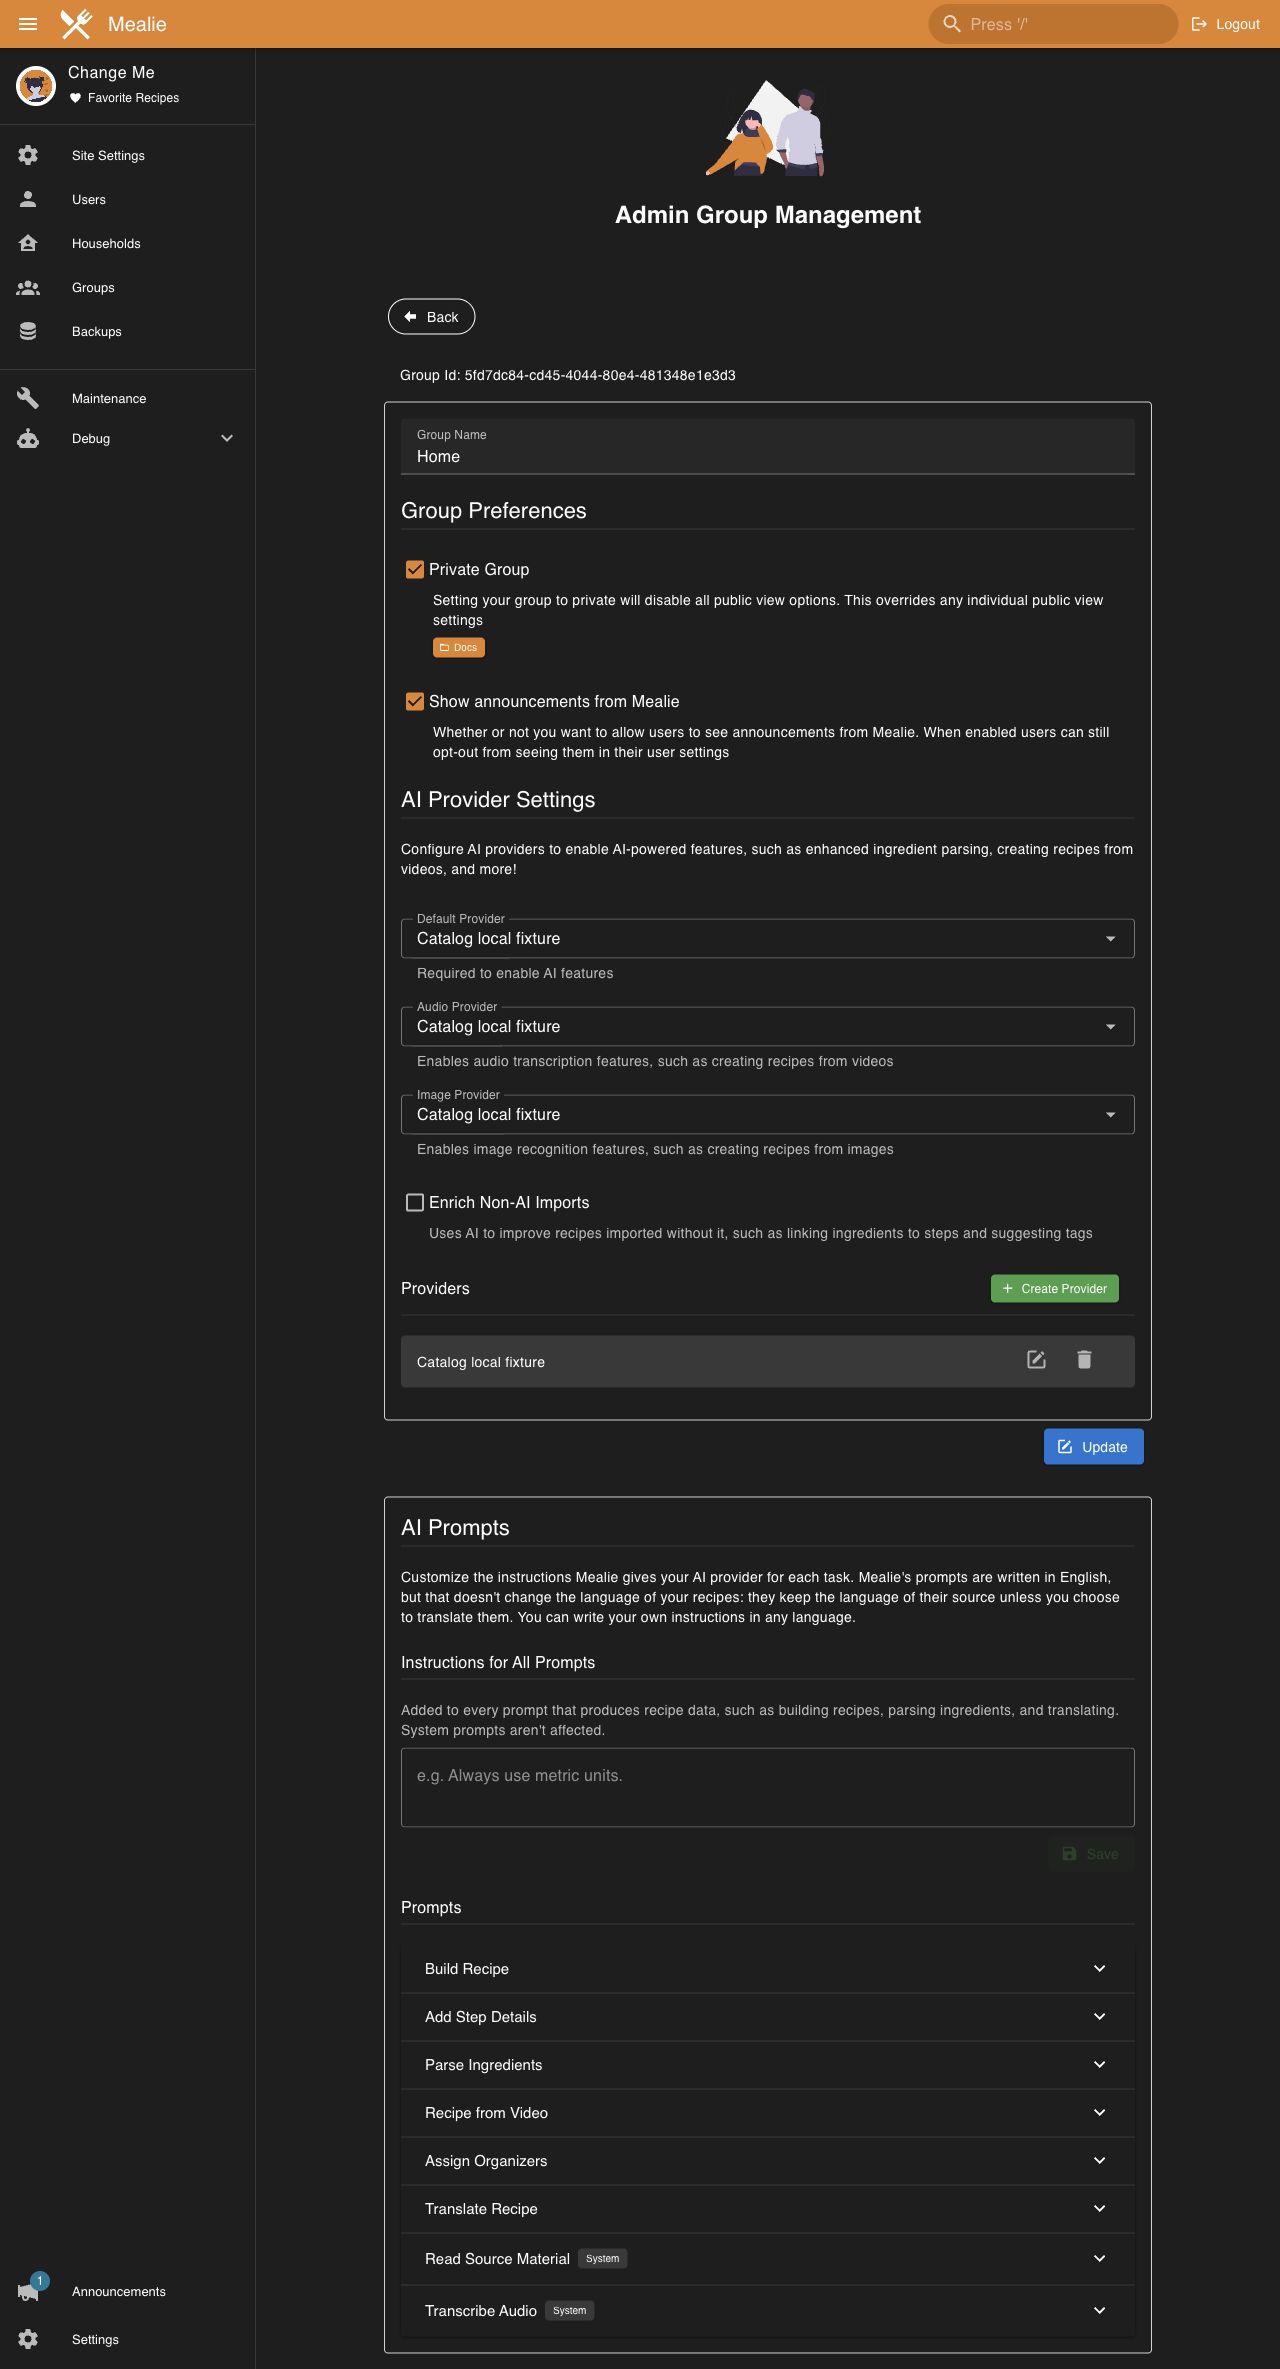 Mealie
Press '/'
Logout
Change Me
Favorite Recipes
Site Settings
Users
Households
Groups
Backups
Maintenance
Debug
Announcements
1
Settings
Admin Group Management
Back
Group Id: 5fd7dc84-cd45-4044-80e4-481348e1e3d3
Group Name
Home
Group Preferences
Private Group
Setting your group to private will disable all public view options. This overrides any individual public view
settings
Docs
Show announcements from Mealie
Whether or not you want to allow users to see announcements from Mealie. When enabled users can still
opt-out from seeing them in their user settings
AI Provider Settings
Configure AI providers to enable AI-powered features, such as enhanced ingredient parsing, creating recipes from
videos, and more!
Default Provider
Catalog local fixture
Required to enable AI features
Audio Provider
Catalog local fixture
Enables audio transcription features, such as creating recipes from videos
Image Provider
Catalog local fixture
Enables image recognition features, such as creating recipes from images
Enrich Non-AI Imports
Uses AI to improve recipes imported without it, such as linking ingredients to steps and suggesting tags
Providers
Create Provider
Catalog local fixture
Update
AI Prompts
Customize the instructions Mealie gives your AI provider for each task. Mealie's prompts are written in English,
but that doesn't change the language of your recipes: they keep the language of their source unless you choose
to translate them. You can write your own instructions in any language.
Instructions for All Prompts
Added to every prompt that produces recipe data, such as building recipes, parsing ingredients, and translating.
System prompts aren't affected.
e.g. Always use metric units.
Save
Prompts
Build Recipe
Add Step Details
Parse Ingredients
Recipe from Video
Assign Organizers
Translate Recipe
Read Source Material System
Transcribe Audio System